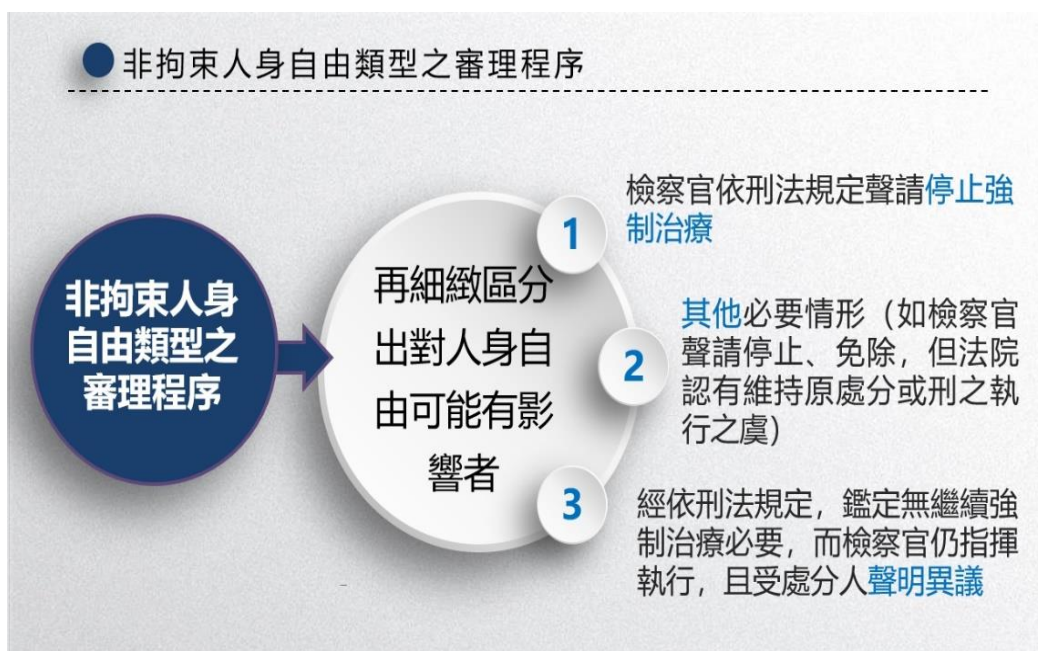 非拘束人身自由類型之審理程序
非拘束人身
自由類型之
審理程序
再細緻區分
出對人身自
由可能有影
響者
1
檢察官依刑法規定聲請停止強
制治療
2
其他必要情形（如檢察官
聲請停止、免除，但法院
認有維持原處分或刑之執
行之虞）
3
經依刑法規定，鑑定無繼續強
制治療必要，而檢察官仍指揮
執行，且受處分人聲明異議